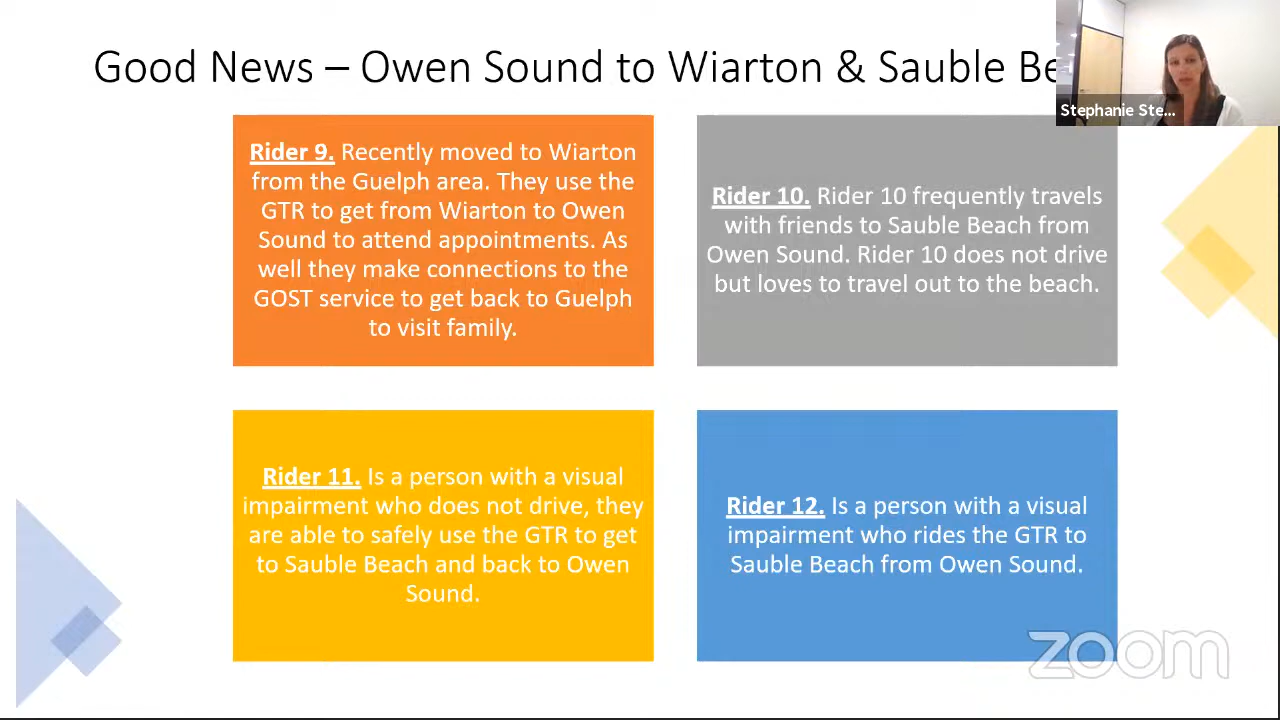 Good News – Owen Sound to Wiarton & Sauble
Stephanie Ste...
Rider 9. Recently moved to Wiarton
from the Guelph area. They use the
GTR to get from Wiarton to Owen
Sound to attend appointments. As
well they make connections to the
GOST service to get back to Guelph
to visit family.
Rider 10. Rider 10 frequently travels
with friends to Sauble Beach from
Owen Sound. Rider 10 does not drive
but loves to travel out to the beach.
Rider 11. Is a person with a visual
impairment who does not drive, they
are able to safely use the GTR to get
to Sauble Beach and back to Owen
Sound.
Rider 12. Is a person with a visual
impairment who rides the GTR to
Sauble Beach from Owen Sound.
zoom